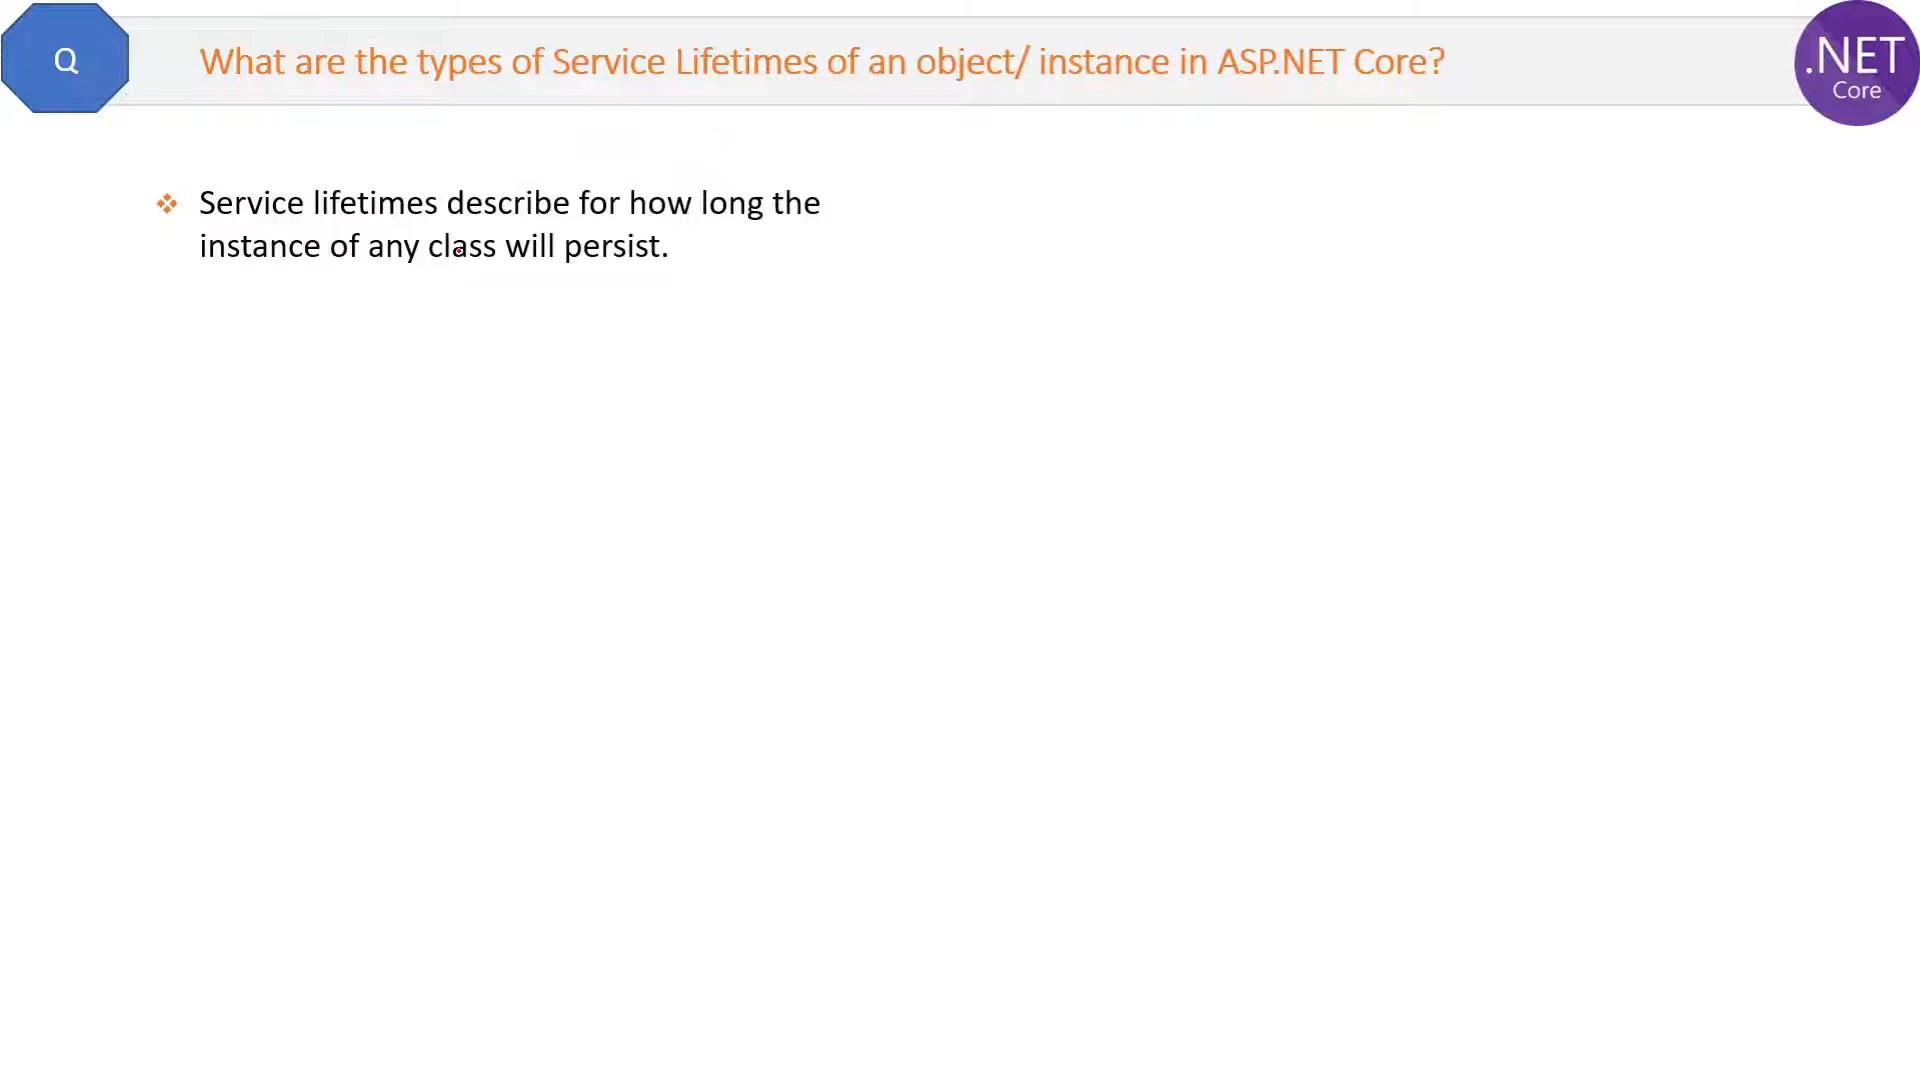 Q
What are the types of Service Lifetimes of an object/ instance in ASP.NET Core?
.NET
Core
Service lifetimes describe for how long the
instance of any class will persist.